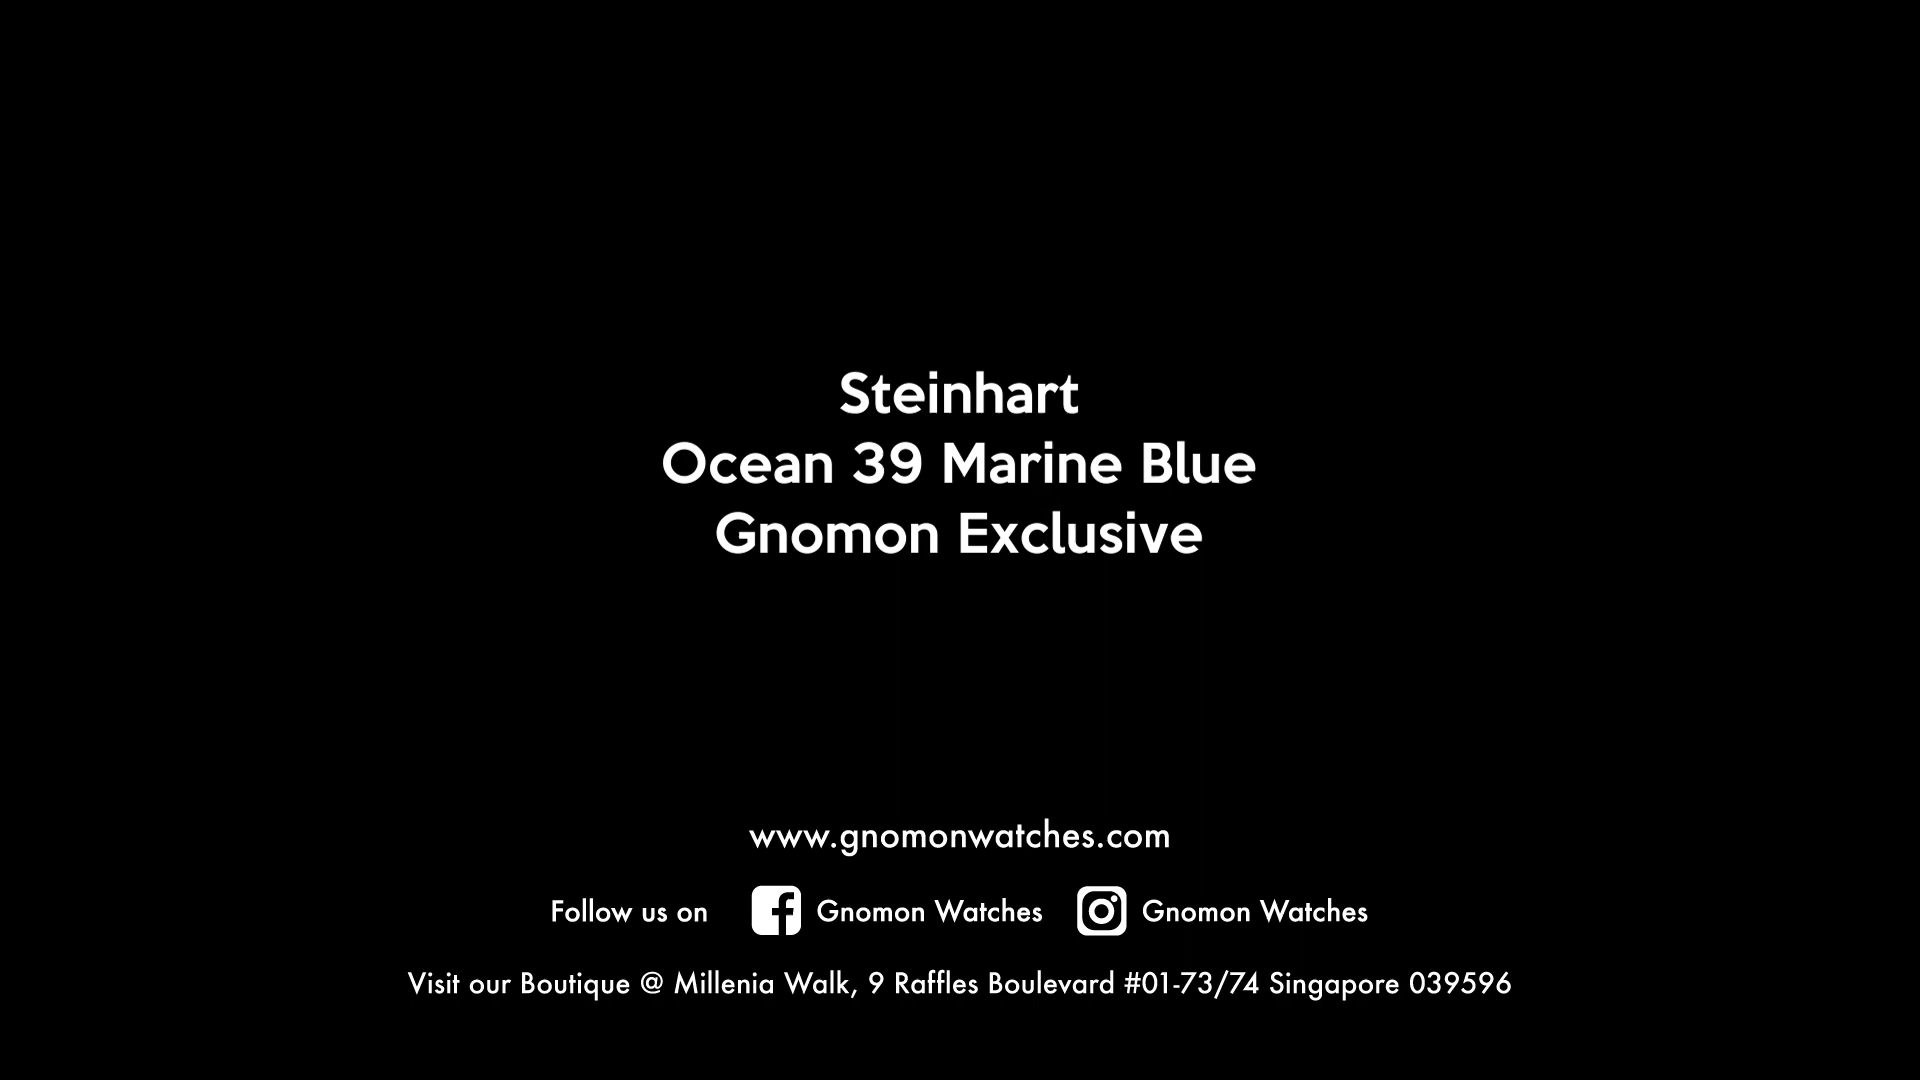 Steinhart
Ocean 39 Marine Blue
Gnomon Exclusive
www.gnomonwatches.com
Follow us on Gnomon Watches Gnomon Watches
Visit our Boutique @ Millenia Walk, 9 Raffles Boulevard #01-73/74 Singapore 039596